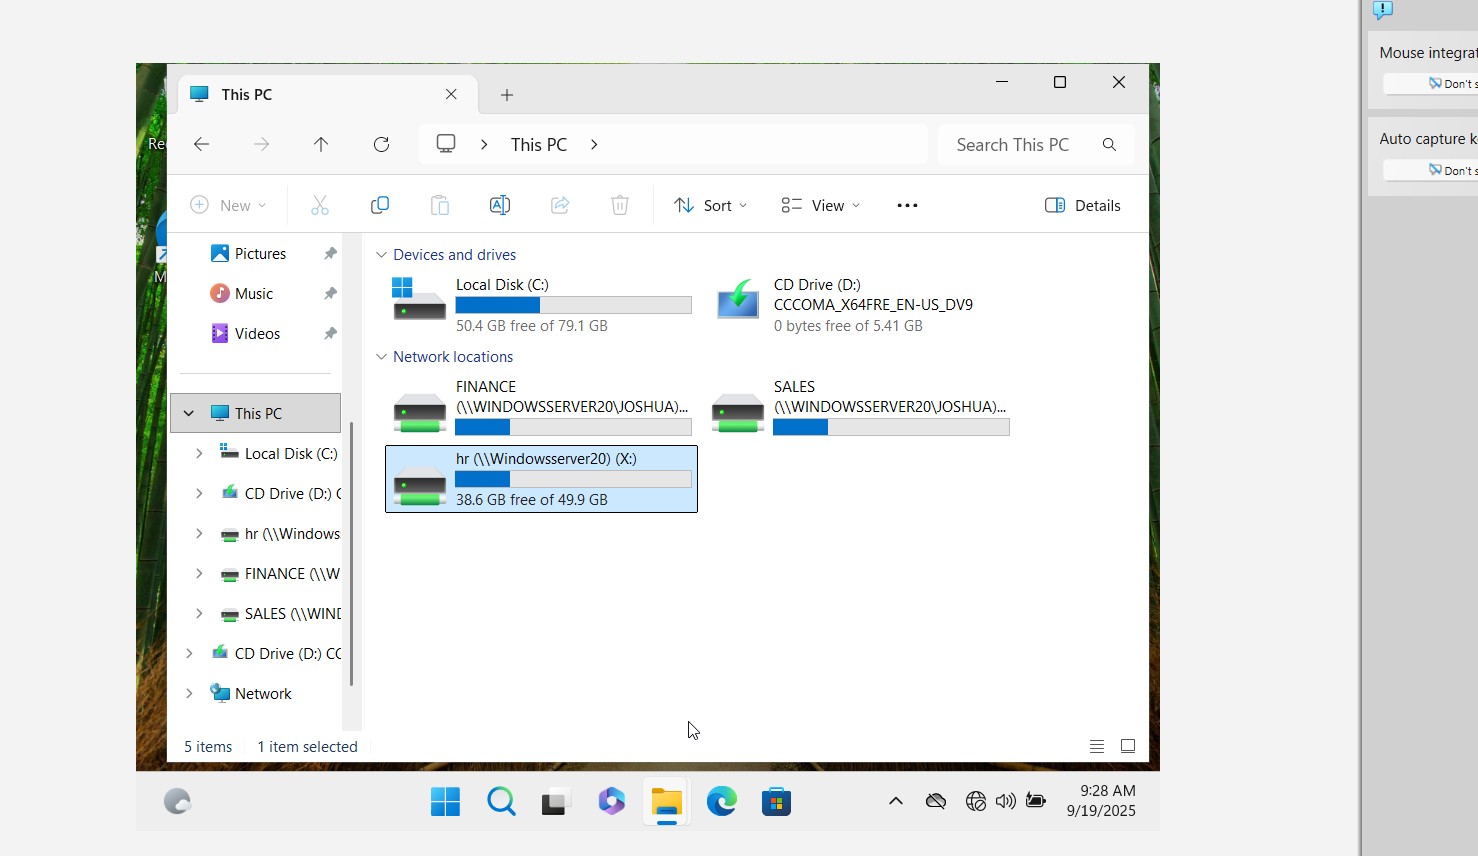 Mouse integrat
Don't s
Auto capture k
Don't s
This PC
This PC
Search This PC
New
Sort
View
Details
Pictures
Music
Videos
This PC
Local Disk (C:)
CD Drive (D:) C
hr (\\Windows
FINANCE (\\W
SALES (\\WIND
CD Drive (D:) CC
Network
Devices and drives
Local Disk (C:)
50.4 GB free of 79.1 GB
CD Drive (D:)
CCCOMA_X64FRE_EN-US_DV9
0 bytes free of 5.41 GB
Network locations
FINANCE
(\\WINDOWSSERVER20\JOSHUA)...
SALES
(\\WINDOWSSERVER20\JOSHUA)...
hr (\\Windowsserver20) (X:)
38.6 GB free of 49.9 GB
5 items
1 item selected
Re
M
9:28 AM
9/19/2025